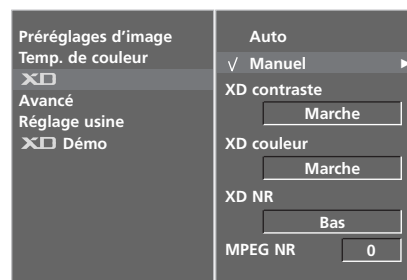 Préréglages d'image
Temp. de couleur
XD
Avancé
Réglage usine
XD Démo
Auto
√ Manuel
XD contraste
Marche
XD couleur
Marche
XD NR
Bas
MPEG NR 0